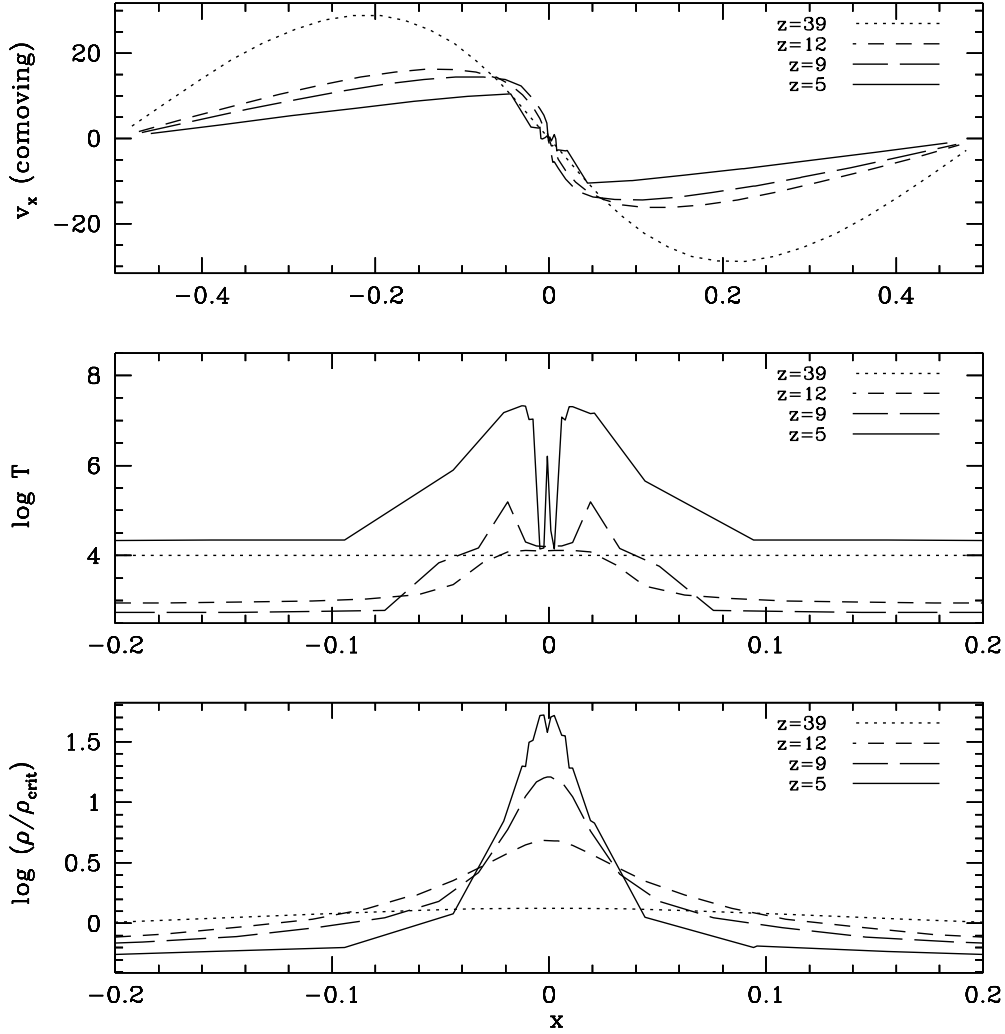 v_x (comoving)
20
0
−20
z=39
z=12
z=9
z=5
−0.4 −0.2 0 0.2 0.4
log T
8
6
4
z=39
z=12
z=9
z=5
−0.2 −0.1 0 0.1 0.2
log (ρ/ρ_crit)
1.5
1
0.5
0
z=39
z=12
z=9
z=5
−0.2 −0.1 0 0.1 0.2
x